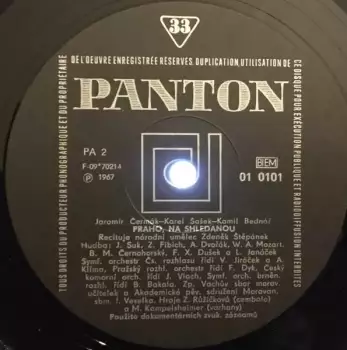 33
TOUS DROITS DU PRODUCTEUR PHONOGRAPHIQUE ET DU PROPRIETAIRE
DE L'OEUVRE ENREGISTRÉE RÉSERVÉS. DUPLICATION, UTILISATION DE
CE DISQUE POUR EXECUTION PUBLIQUE ET RADIODIFFUSION INTERDITES
PANTON
PA 2
F-09*70214
Ⓟ 1967
BIEM
01 0101
Jaromír Čermák-Karel Sašek-Kamil Bednář
PRAHO, NA SHLEDANOU
Recituje národní umělec Zdeněk Štěpánek
Hudba: J. Suk, Z. Fibich, A. Dvořák, W. A. Mozart,
B. M. Černohorský, F. X. Dušek a L. Janáček
Symf. orchestr Čs. rozhlasu řídí V. Jiráček a A.
Klíma, Pražský rozhl. orchestr řídí F. Dyk, Český
komorní orch. řídí J. Vlach, Symf. orch. brněn.
rozhl. řídí B. Bakala. Zp. Vachův sbor morav.
učitelek a Akademické pěv. sdružení Moravan,
sbm. J. Veselka. Hraje Z. Růžičková (cembalo)
a M. Kampelsheimer (varhany)
Použito dokumentárních zvuk. záznamů